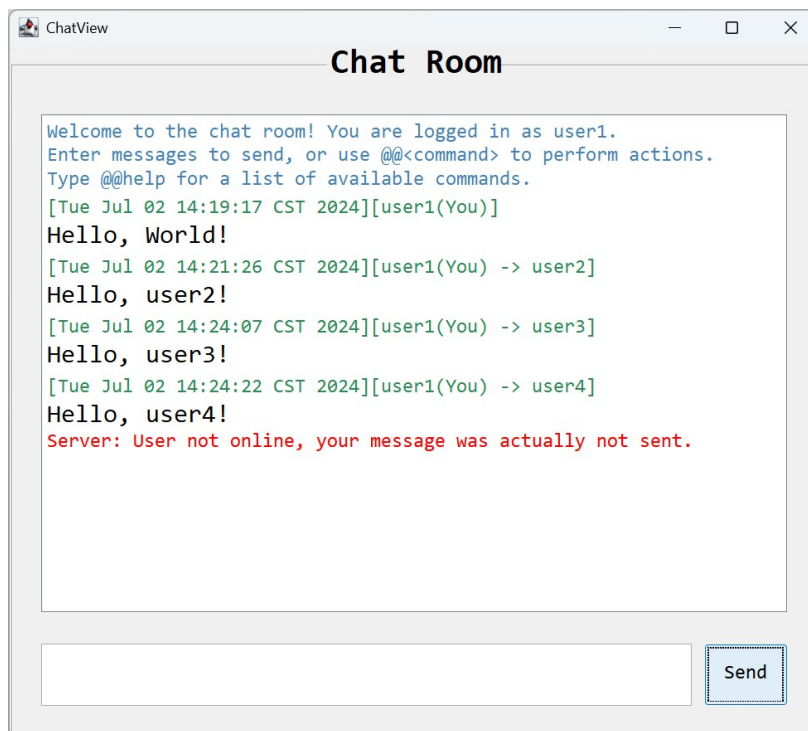 ChatView
Chat Room
Welcome to the chat room! You are logged in as user1.
Enter messages to send, or use @@<command> to perform actions.
Type @@help for a list of available commands.
[Tue Jul 02 14:19:17 CST 2024][user1(You)]
Hello, World!
[Tue Jul 02 14:21:26 CST 2024][user1(You) -> user2]
Hello, user2!
[Tue Jul 02 14:24:07 CST 2024][user1(You) -> user3]
Hello, user3!
[Tue Jul 02 14:24:22 CST 2024][user1(You) -> user4]
Hello, user4!
Server: User not online, your message was actually not sent.
Send